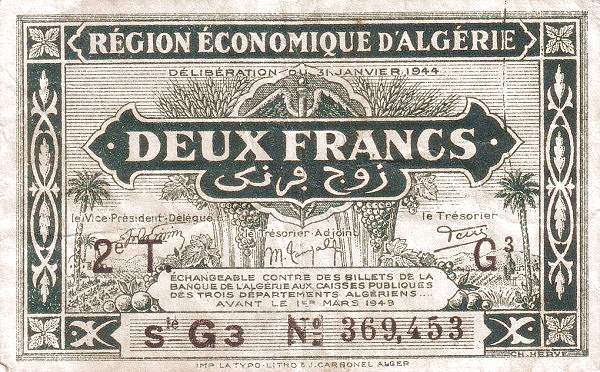 RÉGION ÉCONOMIQUE D'ALGÉRIE
DÉLIBÉRATION DU 31 JANVIER 1944
DEUX FRANCS
زوج فرنك
le Vice-Président-Délégué, le Trésorier-Adjoint le Trésorier
2e T. G3
ÉCHANGEABLE CONTRE DES BILLETS DE LA
BANQUE DE L'ALGÉRIE AUX CAISSES PUBLIQUES
DES TROIS DÉPARTEMENTS ALGÉRIENS....
AVANT LE 1ER MARS 1949
Sie G3 No 369,453
CH. HERVÉ
IMP. LA TYPO-LITHO & J. CARBONEL ALGER